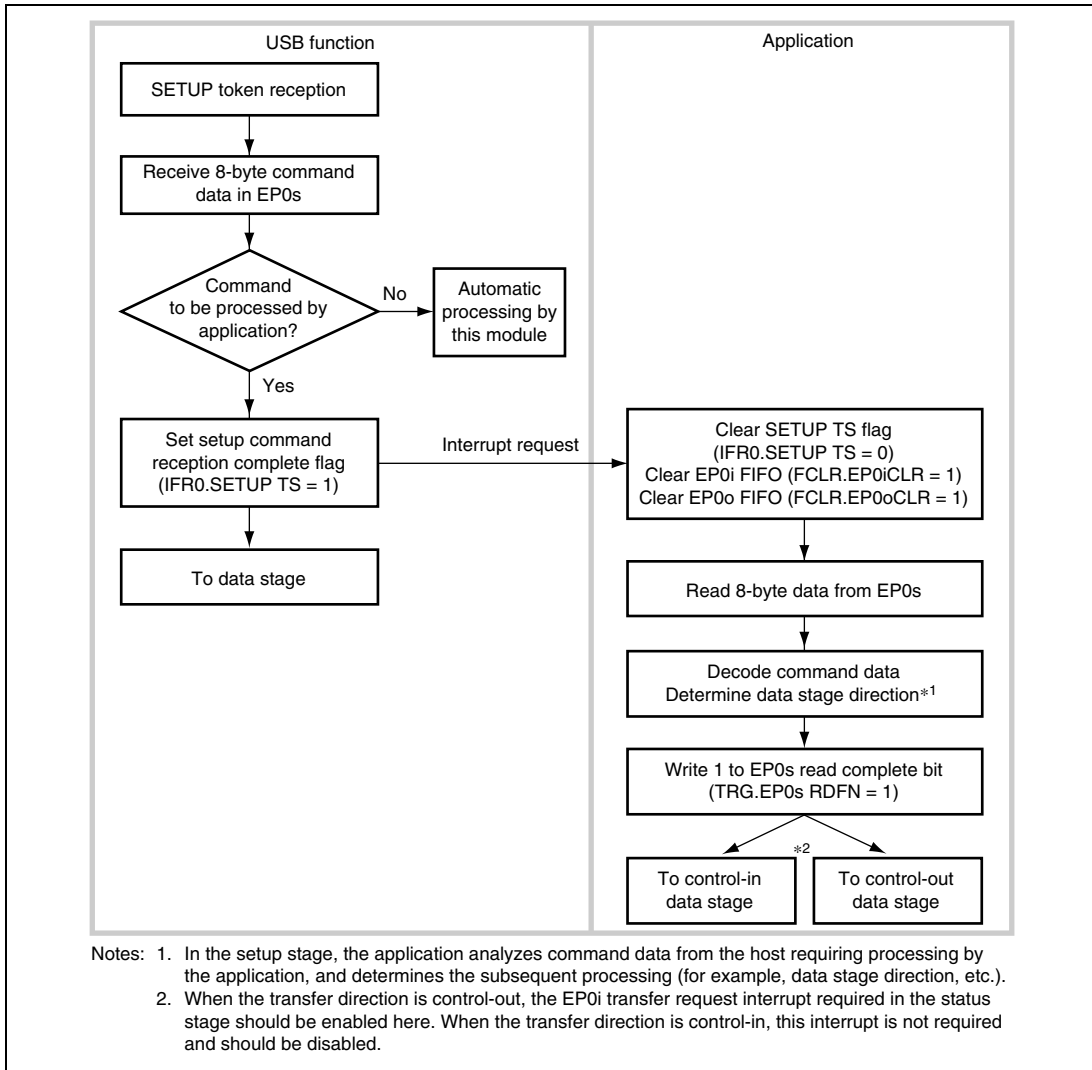 USB function
Application
SETUP token reception
Receive 8-byte command
data in EP0s
Command
to be processed by
application?
No
Automatic
processing by
this module
Yes
Set setup command
reception complete flag
(IFR0.SETUP TS = 1)
Interrupt request
To data stage
Clear SETUP TS flag
(IFR0.SETUP TS = 0)
Clear EP0i FIFO (FCLR.EP0iCLR = 1)
Clear EP0o FIFO (FCLR.EP0oCLR = 1)
Read 8-byte data from EP0s
Decode command data
Determine data stage direction*1
Write 1 to EP0s read complete bit
(TRG.EP0s RDFN = 1)
*2
To control-in
data stage
To control-out
data stage
Notes: 1. In the setup stage, the application analyzes command data from the host requiring processing by
the application, and determines the subsequent processing (for example, data stage direction, etc.).
2. When the transfer direction is control-out, the EP0i transfer request interrupt required in the status
stage should be enabled here. When the transfer direction is control-in, this interrupt is not required
and should be disabled.